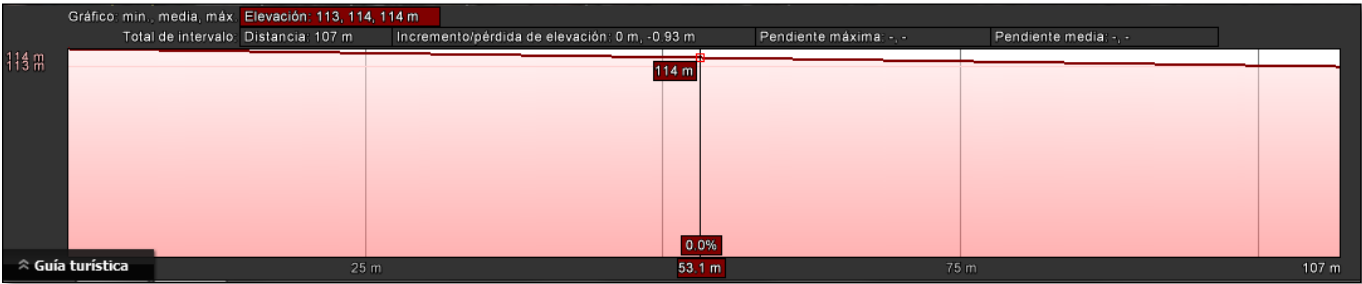 Gráfico: min., media, máx. Elevación: 113, 114, 114 m
Total de intervalo: Distancia: 107 m Incremento/pérdida de elevación: 0 m, -0.93 m Pendiente máxima: -, - Pendiente media: -, -
114 m
113 m
114 m
0.0%
Guía turística
25 m
53.1 m
75 m
107 m